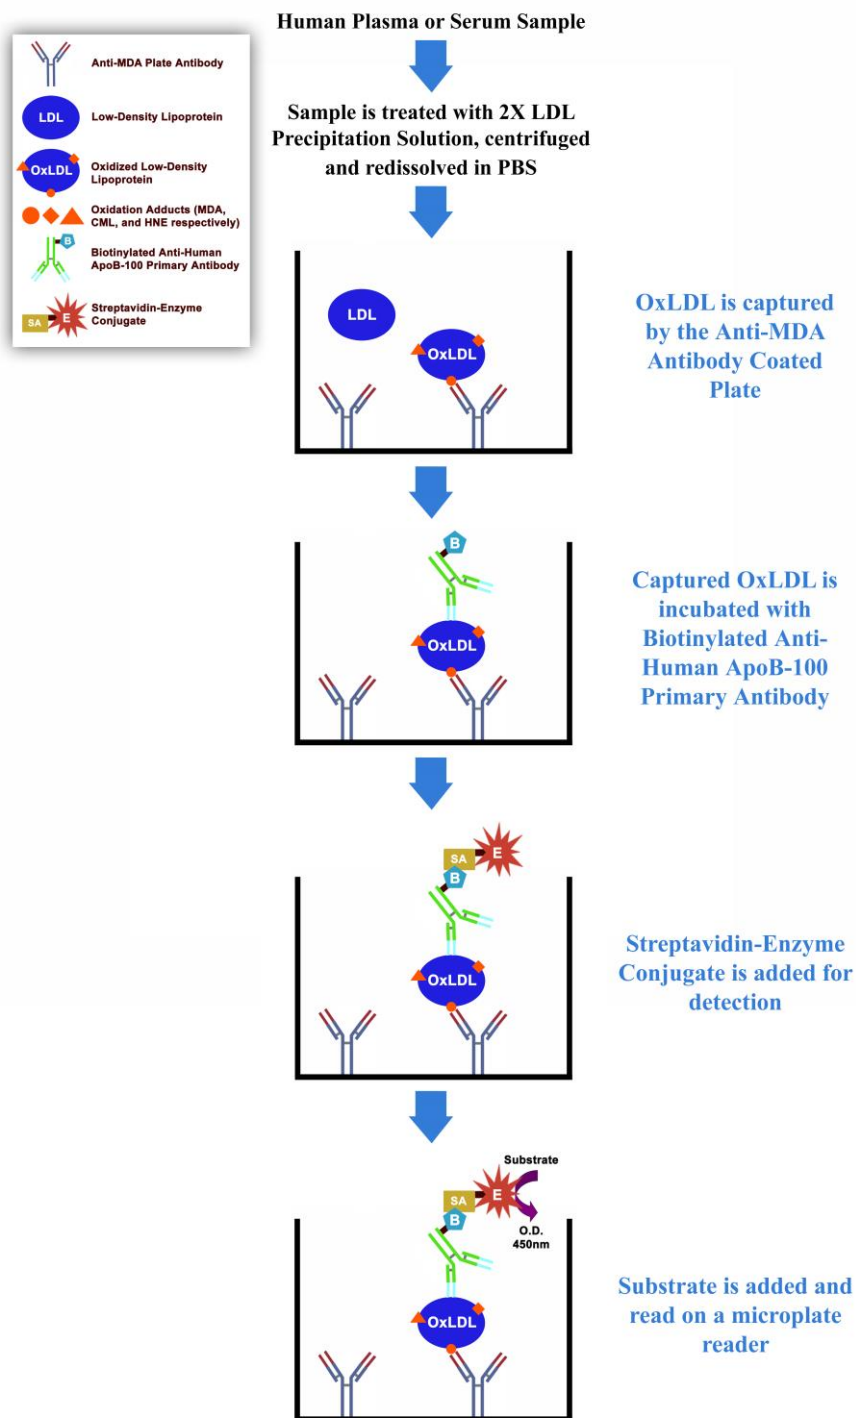 Human Plasma or Serum Sample
Anti-MDA Plate Antibody
LDL
Low-Density Lipoprotein
OxLDL
Oxidized Low-Density
Lipoprotein
Oxidation Adducts (MDA,
CML, and HNE respectively)
B
Biotinylated Anti-Human
ApoB-100 Primary Antibody
SA
E
Streptavidin-Enzyme
Conjugate
Sample is treated with 2X LDL
Precipitation Solution, centrifuged
and redissolved in PBS
LDL
OxLDL
OxLDL is captured
by the Anti-MDA
Antibody Coated
Plate
B
OxLDL
Captured OxLDL is
incubated with
Biotinylated Anti-
Human ApoB-100
Primary Antibody
SA
E
B
OxLDL
Streptavidin-Enzyme
Conjugate is added for
detection
Substrate
SA
E
B
O.D.
450nm
OxLDL
Substrate is added and
read on a microplate
reader